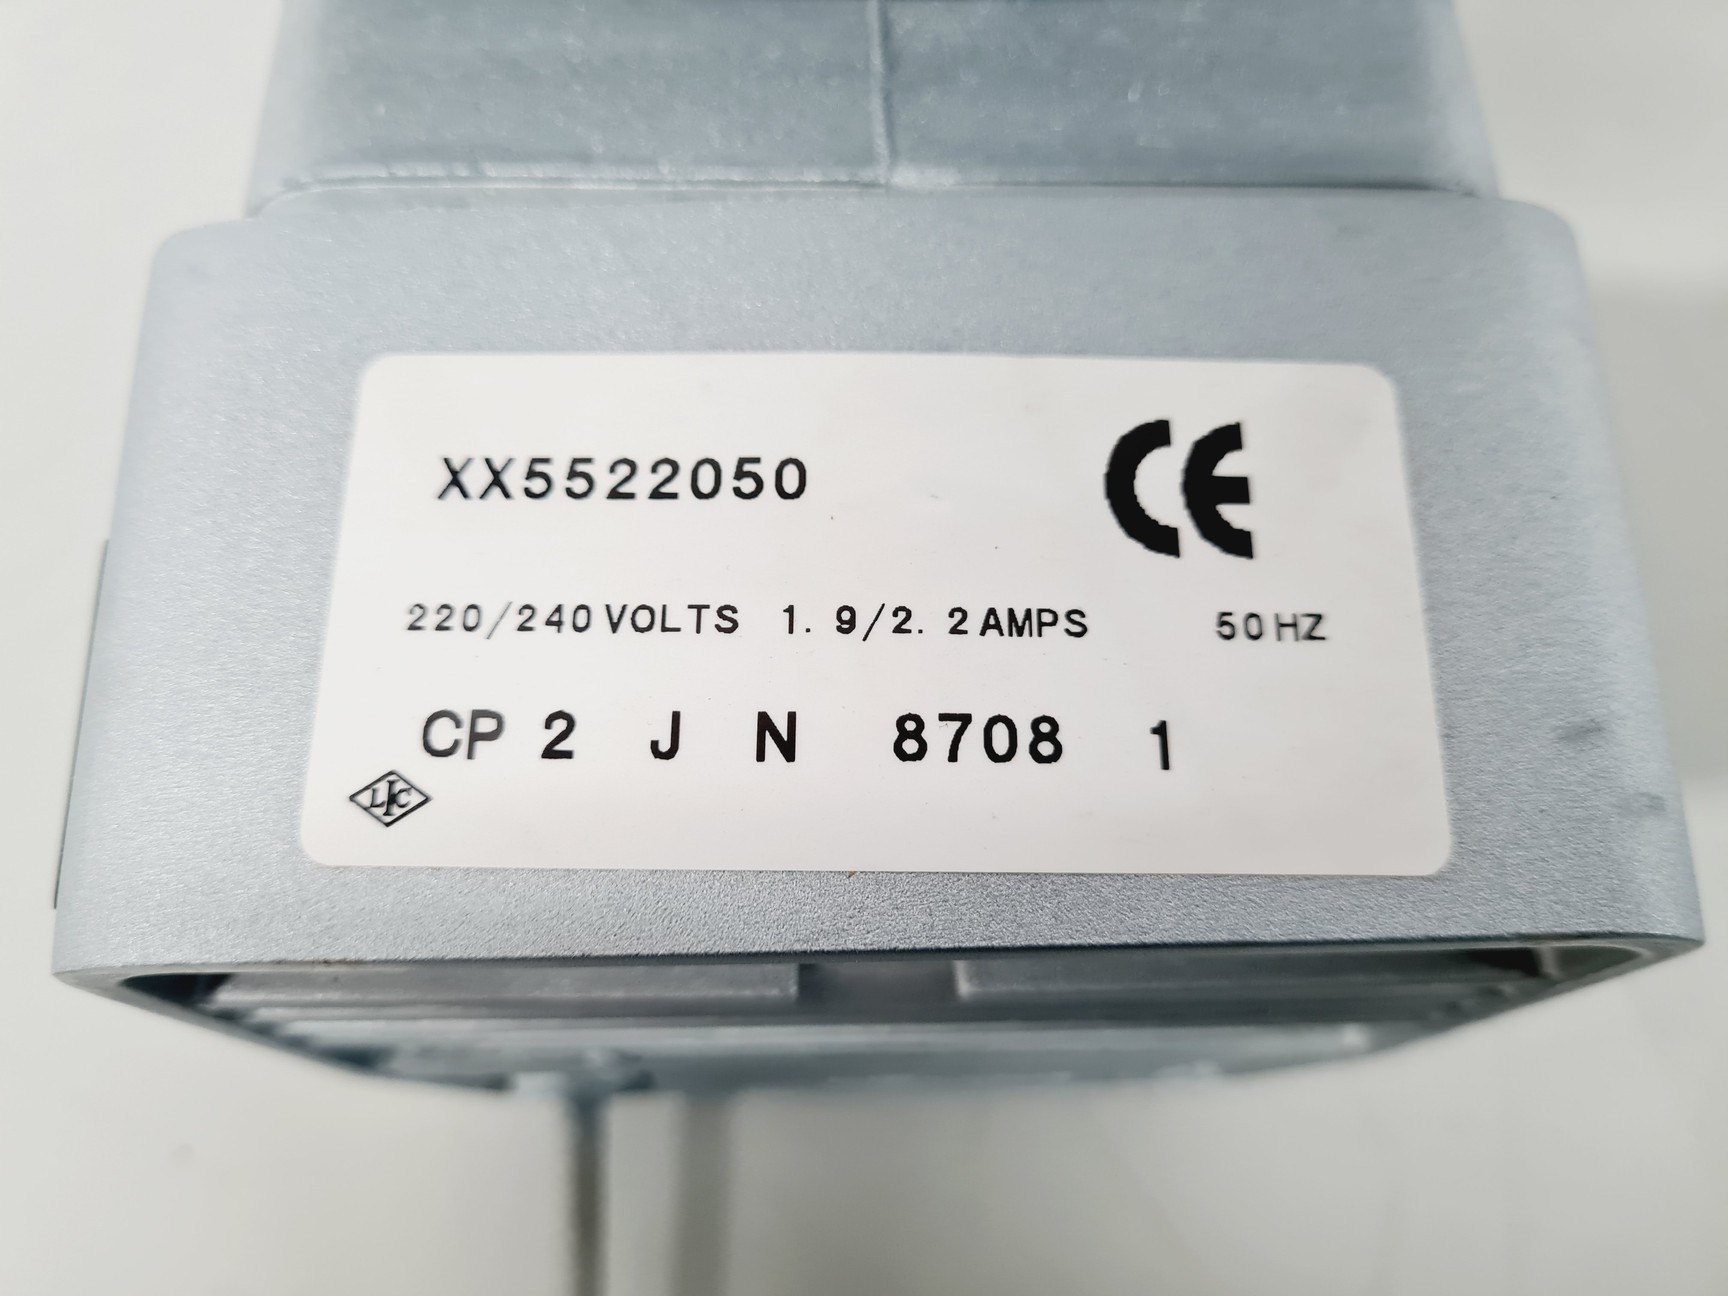 XX5522050 CE
220/240 VOLTS 1.9/2.2 AMPS 50 HZ
CP 2 J N 8708 1
LIC